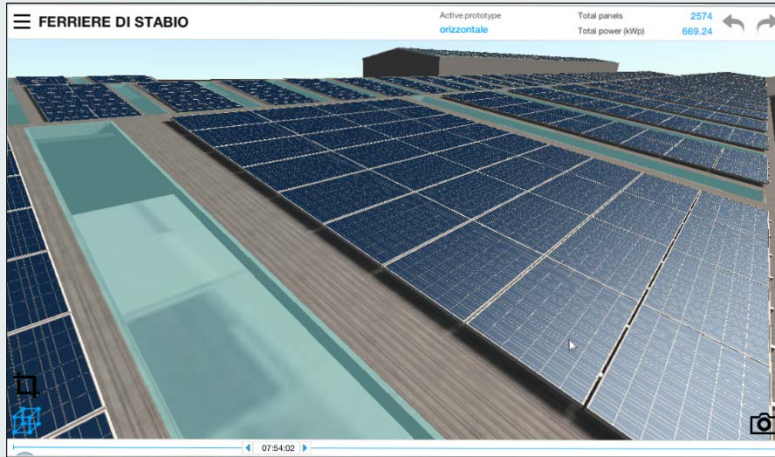 FERRIERE DI STABIO
Active prototype
orizzontale
Total panels 2574
Total power (kWp) 669.24
07:54:02